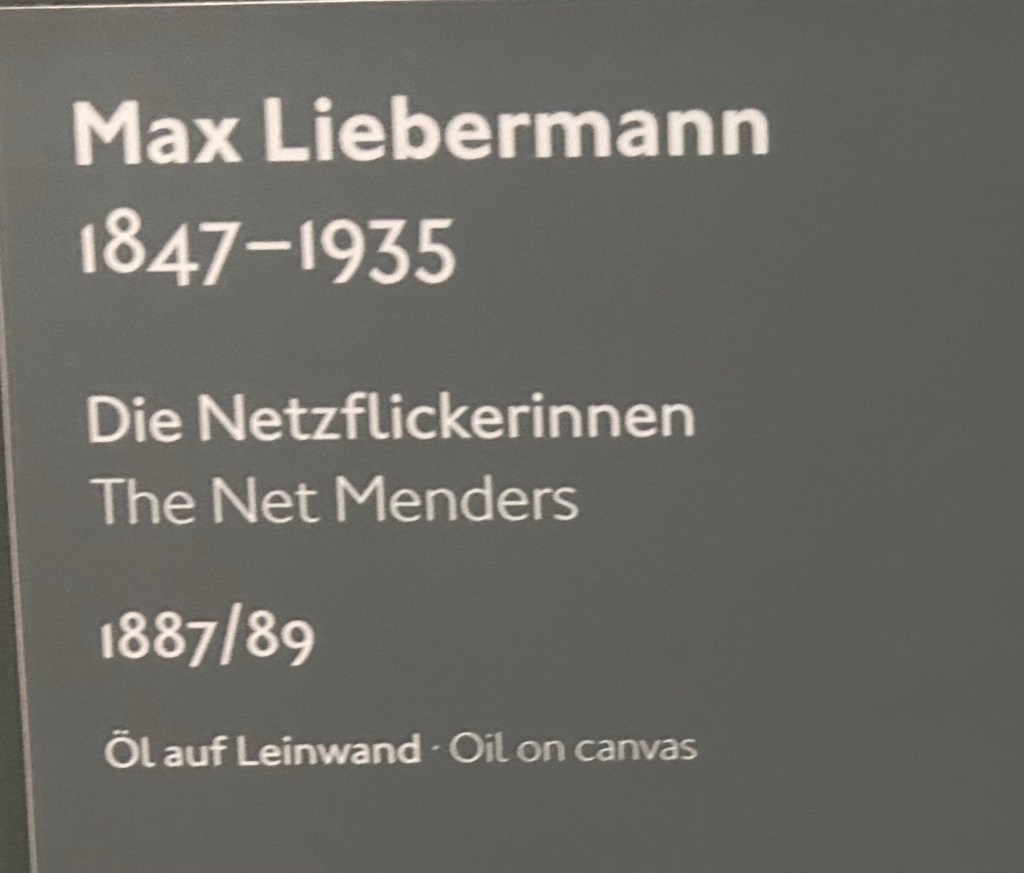 Max Liebermann
1847–1935
Die Netzflickerinnen
The Net Menders
1887/89
Öl auf Leinwand · Oil on canvas